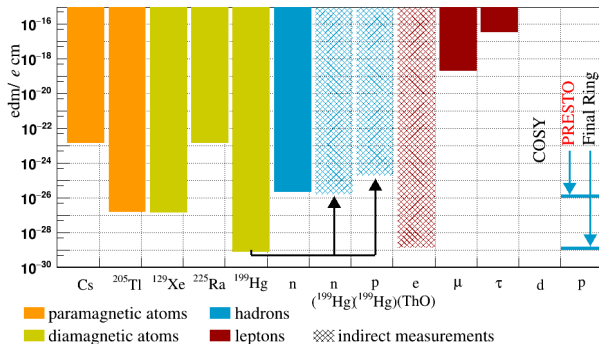 edm/ e cm
10⁻¹⁶
10⁻¹⁸
10⁻²⁰
10⁻²²
10⁻²⁴
10⁻²⁶
10⁻²⁸
10⁻³⁰
COSY
PRESTO
Final Ring
Cs ²⁰⁵Tl ¹²⁹Xe ²²⁵Ra ¹⁹⁹Hg n n p e μ τ d p
(¹⁹⁹Hg) (¹⁹⁹Hg) (ThO)
paramagnetic atoms hadrons
diamagnetic atoms leptons indirect measurements